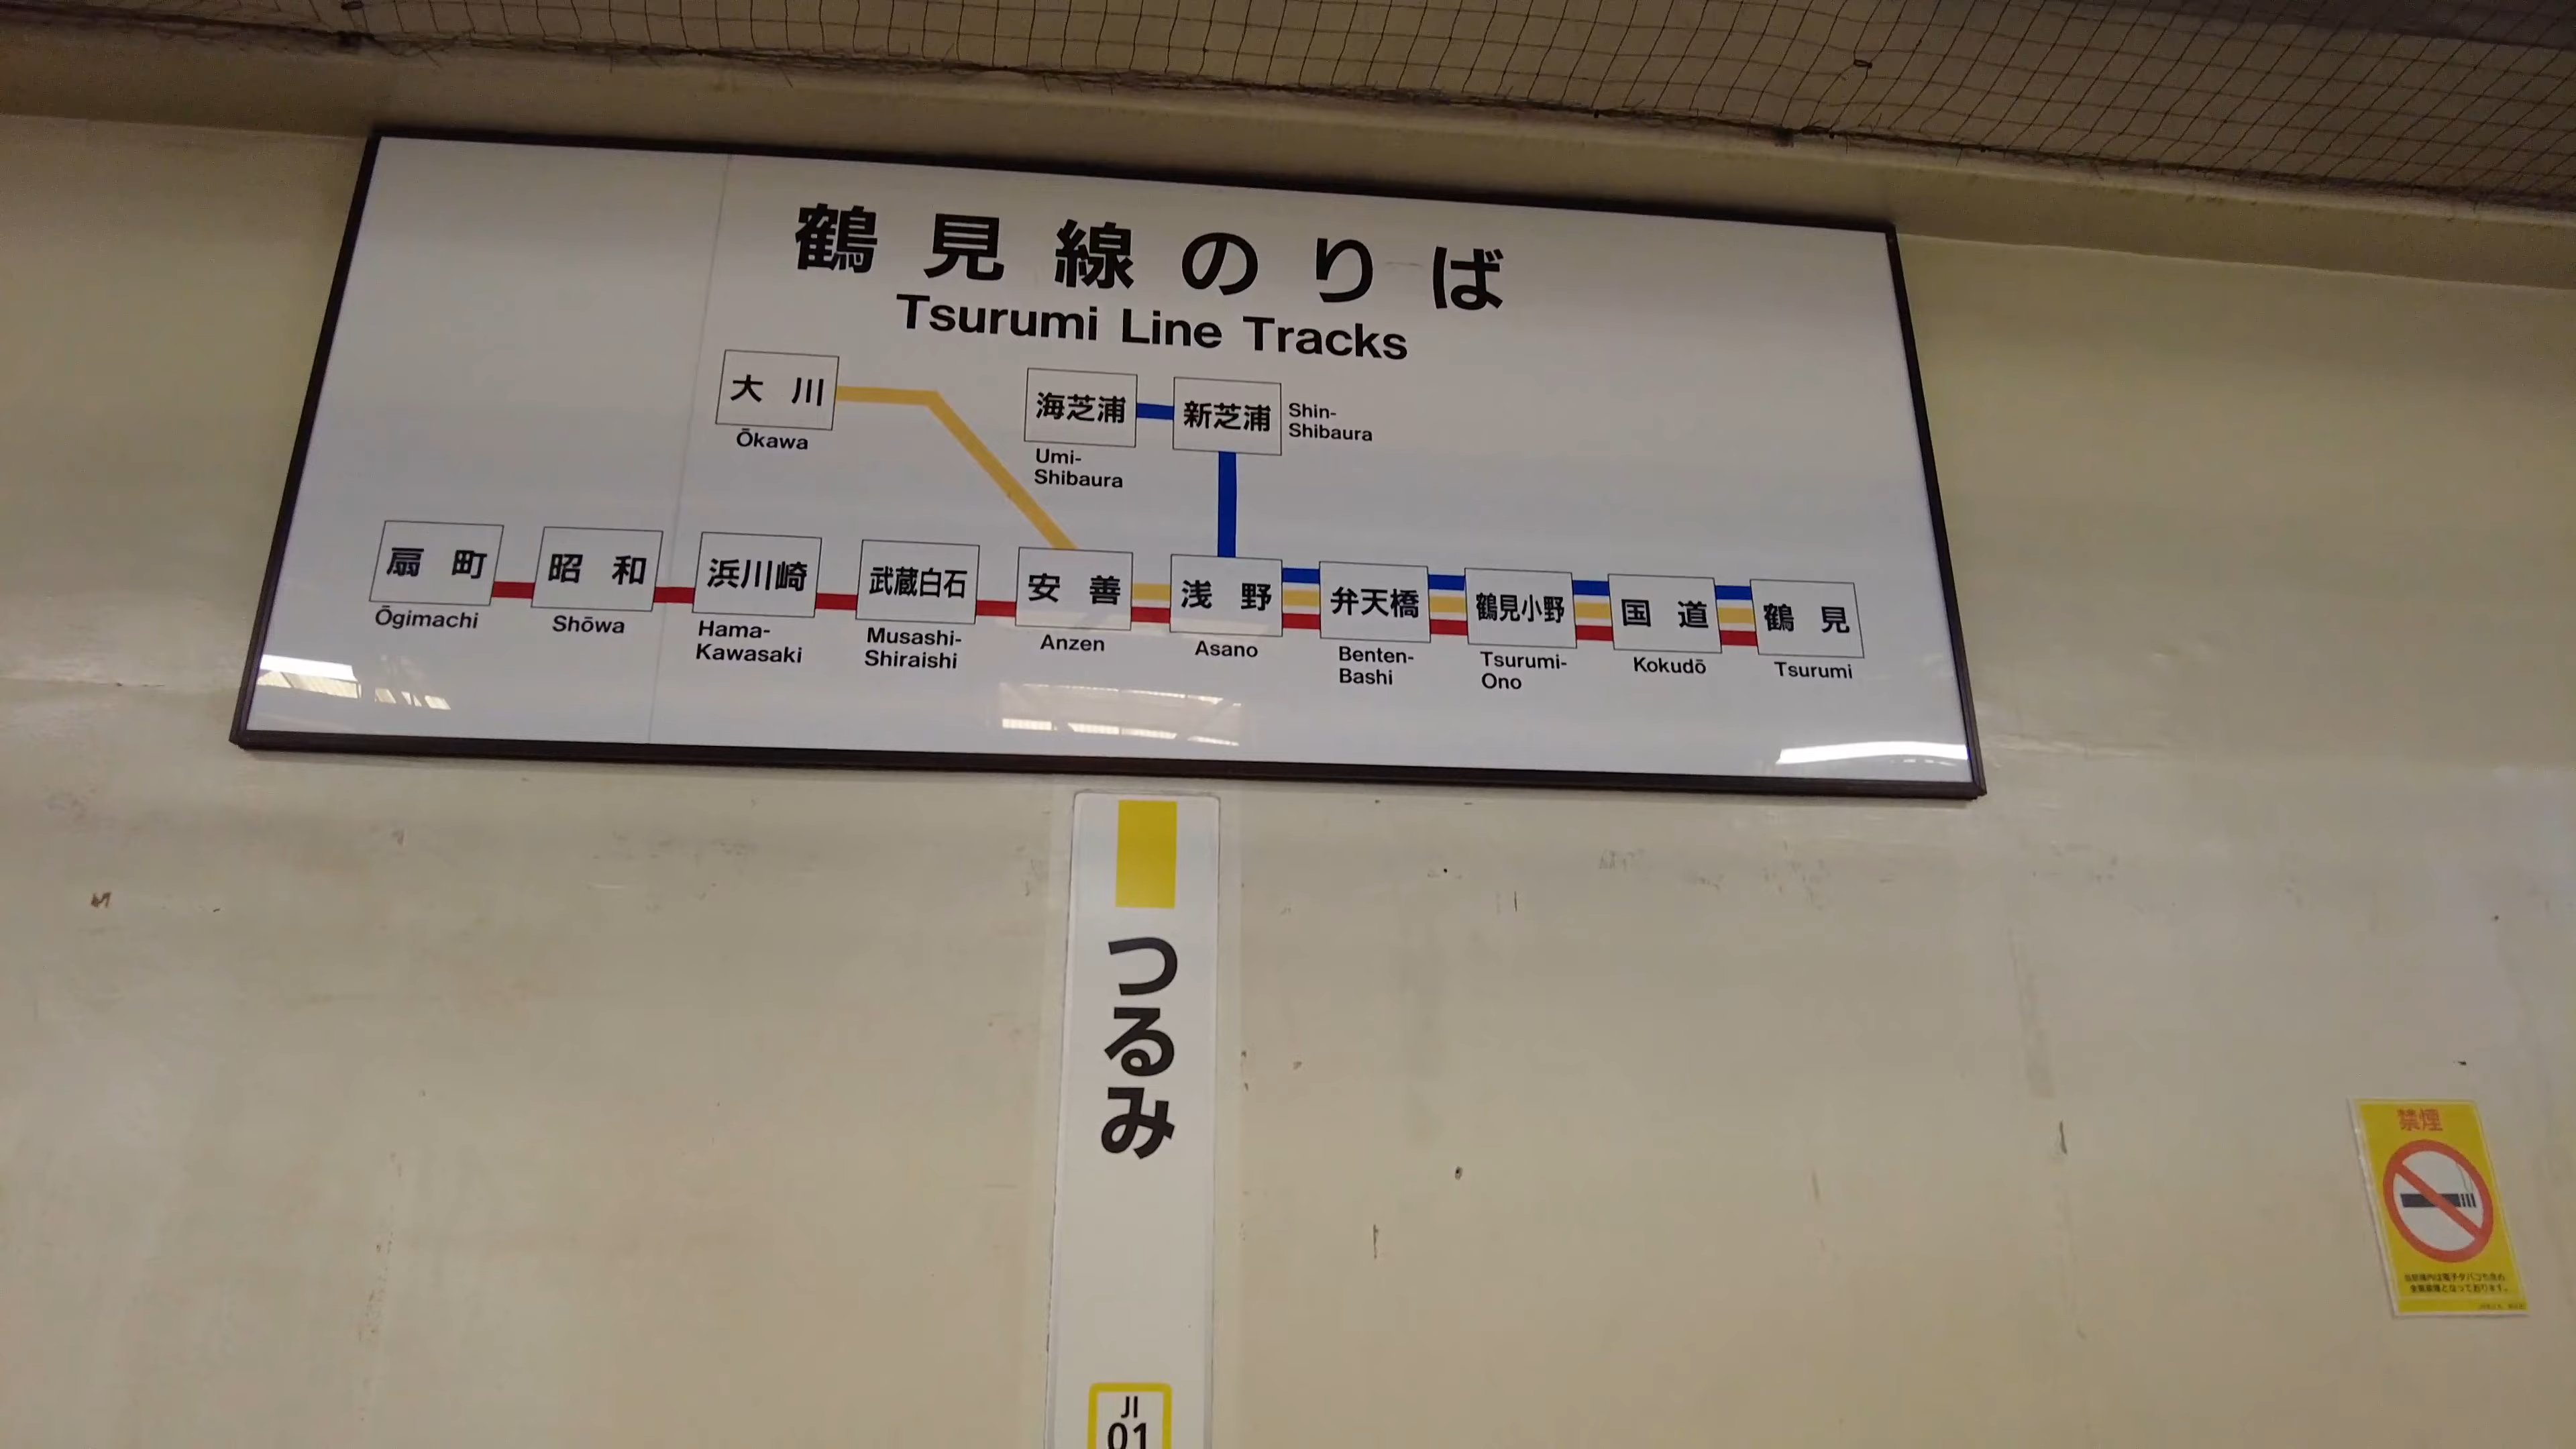 鶴見線のりば
Tsurumi Line Tracks
大川
Ōkawa
海芝浦
Umi-
Shibaura
新芝浦
Shin-
Shibaura
扇町
Ōgimachi
昭和
Shōwa
浜川崎
Hama-
Kawasaki
武蔵白石
Musashi-
Shiraishi
安善
Anzen
浅野
Asano
弁天橋
Benten-
Bashi
鶴見小野
Tsurumi-
Ono
国道
Kokudō
鶴見
Tsurumi
つるみ
JI
01
禁煙